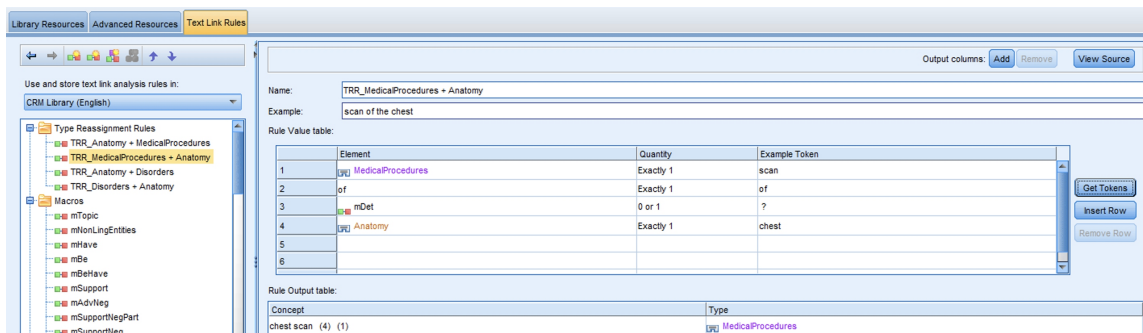 Library Resources Advanced Resources Text Link Rules
Output columns: Add Remove View Source
Use and store text link analysis rules in:
CRM Library (English)
Type Reassignment Rules
TRR_Anatomy + MedicalProcedures
TRR_MedicalProcedures + Anatomy
TRR_Anatomy + Disorders
TRR_Disorders + Anatomy
Macros
mTopic
mNonLingEntities
mHave
mBe
mBeHave
mSupport
mAdvNeg
mSupportNegPart
mSupportNeg
Name: TRR_MedicalProcedures + Anatomy
Example: scan of the chest
Rule Value table:
Element Quantity Example Token
1 MedicalProcedures Exactly 1 scan
2 of Exactly 1 of
3 mDet 0 or 1 ?
4 Anatomy Exactly 1 chest
5
6
Get Tokens
Insert Row
Remove Row
Rule Output table:
Concept Type
chest scan (4) (1) MedicalProcedures